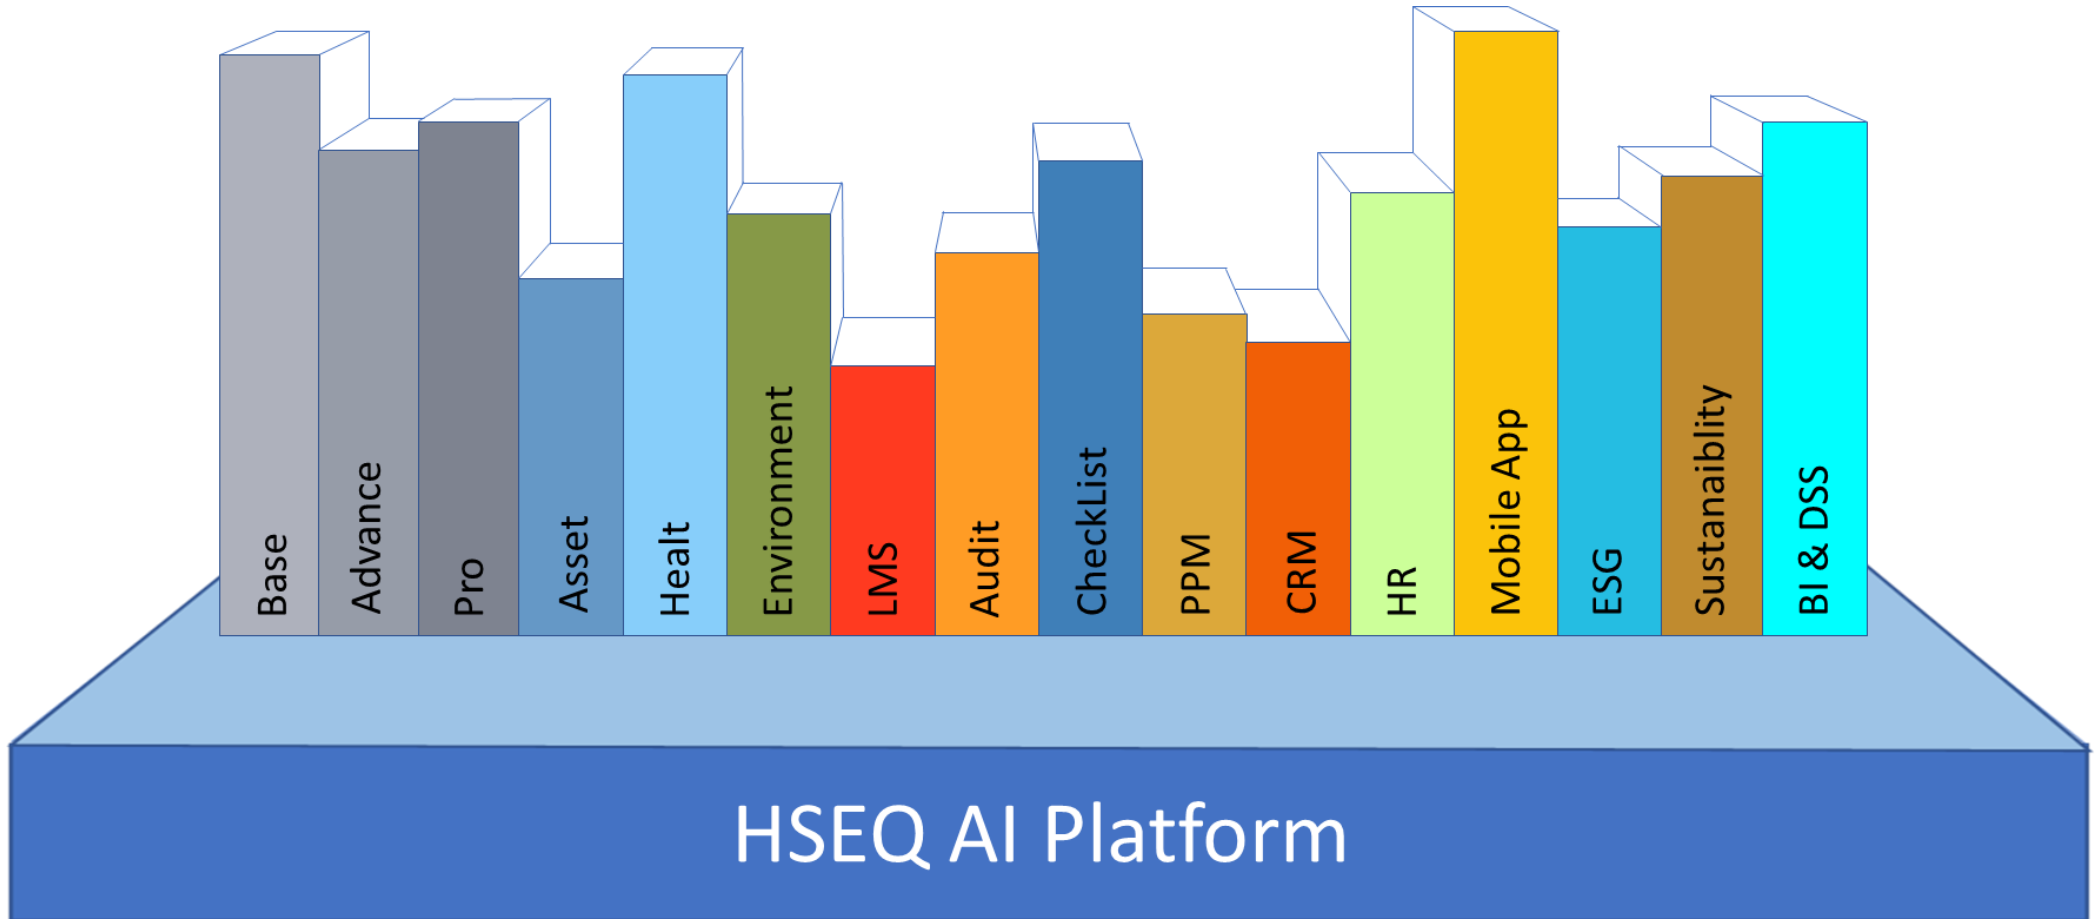 Base
Advance
Pro
Asset
Healt
Environment
LMS
Audit
CheckList
PPM
CRM
HR
Mobile App
ESG
Sustanaiblity
BI & DSS
HSEQ AI Platform